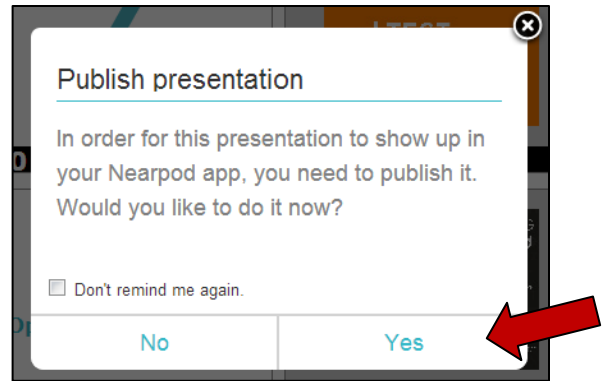 Publish presentation
In order for this presentation to show up in
your Nearpod app, you need to publish it.
Would you like to do it now?
Don't remind me again.
No
Yes